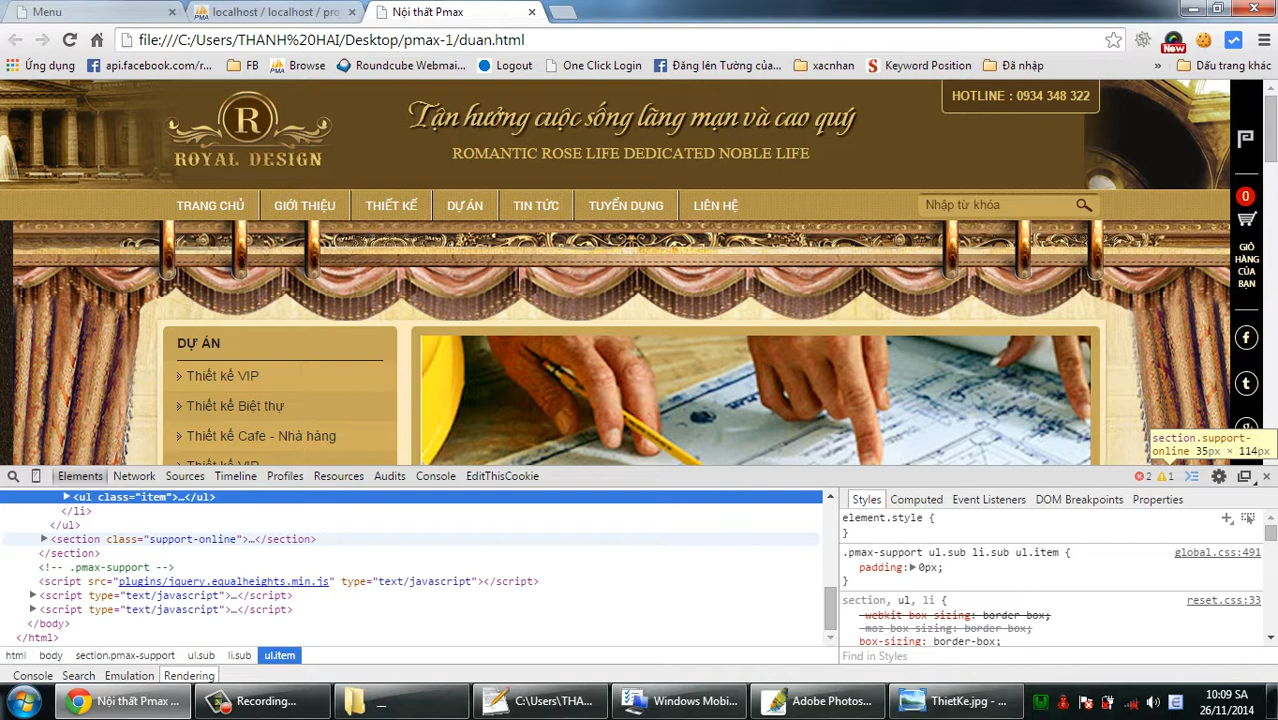 Menu
localhost / localhost / pro
Nội thất Pmax
file:///C:/Users/THANH%20HAI/Desktop/pmax-1/duan.html
Ứng dụng
api.facebook.com/r...
FB
Browse
Roundcube Webmai...
Logout
One Click Login
Đăng lên Tường của...
xacnhan
Keyword Position
Đã nhập
»
Dấu trang khác
New
R
ROYAL DESIGN
Tận hưởng cuộc sống lãng mạn và cao quý
ROMANTIC ROSE LIFE DEDICATED NOBLE LIFE
HOTLINE : 0934 348 322
TRANG CHỦ
GIỚI THIỆU
THIẾT KẾ
DỰ ÁN
TIN TỨC
TUYỂN DỤNG
LIÊN HỆ
Nhập từ khóa
0
GIỎ
HÀNG
CỦA
BẠN
DỰ ÁN
Thiết kế VIP
Thiết kế Biệt thự
Thiết kế Cafe - Nhà hàng
Thiết kế VIP
section.support-
online 35px × 114px
Elements Network Sources Timeline Profiles Resources Audits Console EditThisCookie
2 1
<ul class="item">…</ul>
</li>
</ul>
<section class="support-online">…</section>
</section>
<!-- .pmax-support -->
<script src="plugins/jquery.equalheights.min.js" type="text/javascript"></script>
<script type="text/javascript">…</script>
<script type="text/javascript">…</script>
</body>
</html>
html body section.pmax-support ul.sub li.sub ul.item
Styles Computed Event Listeners DOM Breakpoints Properties
element.style {
}
.pmax-support ul.sub li.sub ul.item { global.css:491
padding: 0px;
}
section, ul, li { reset.css:33
-webkit-box-sizing: border-box;
-moz-box-sizing: border-box;
box-sizing: border-box;
Find in Styles
Console Search Emulation Rendering
Nội thất Pmax ...
Recording...
_
C:\Users\THA...
Windows Mobi...
Adobe Photos...
ThietKe.jpg - ...
10:09 SA
26/11/2014